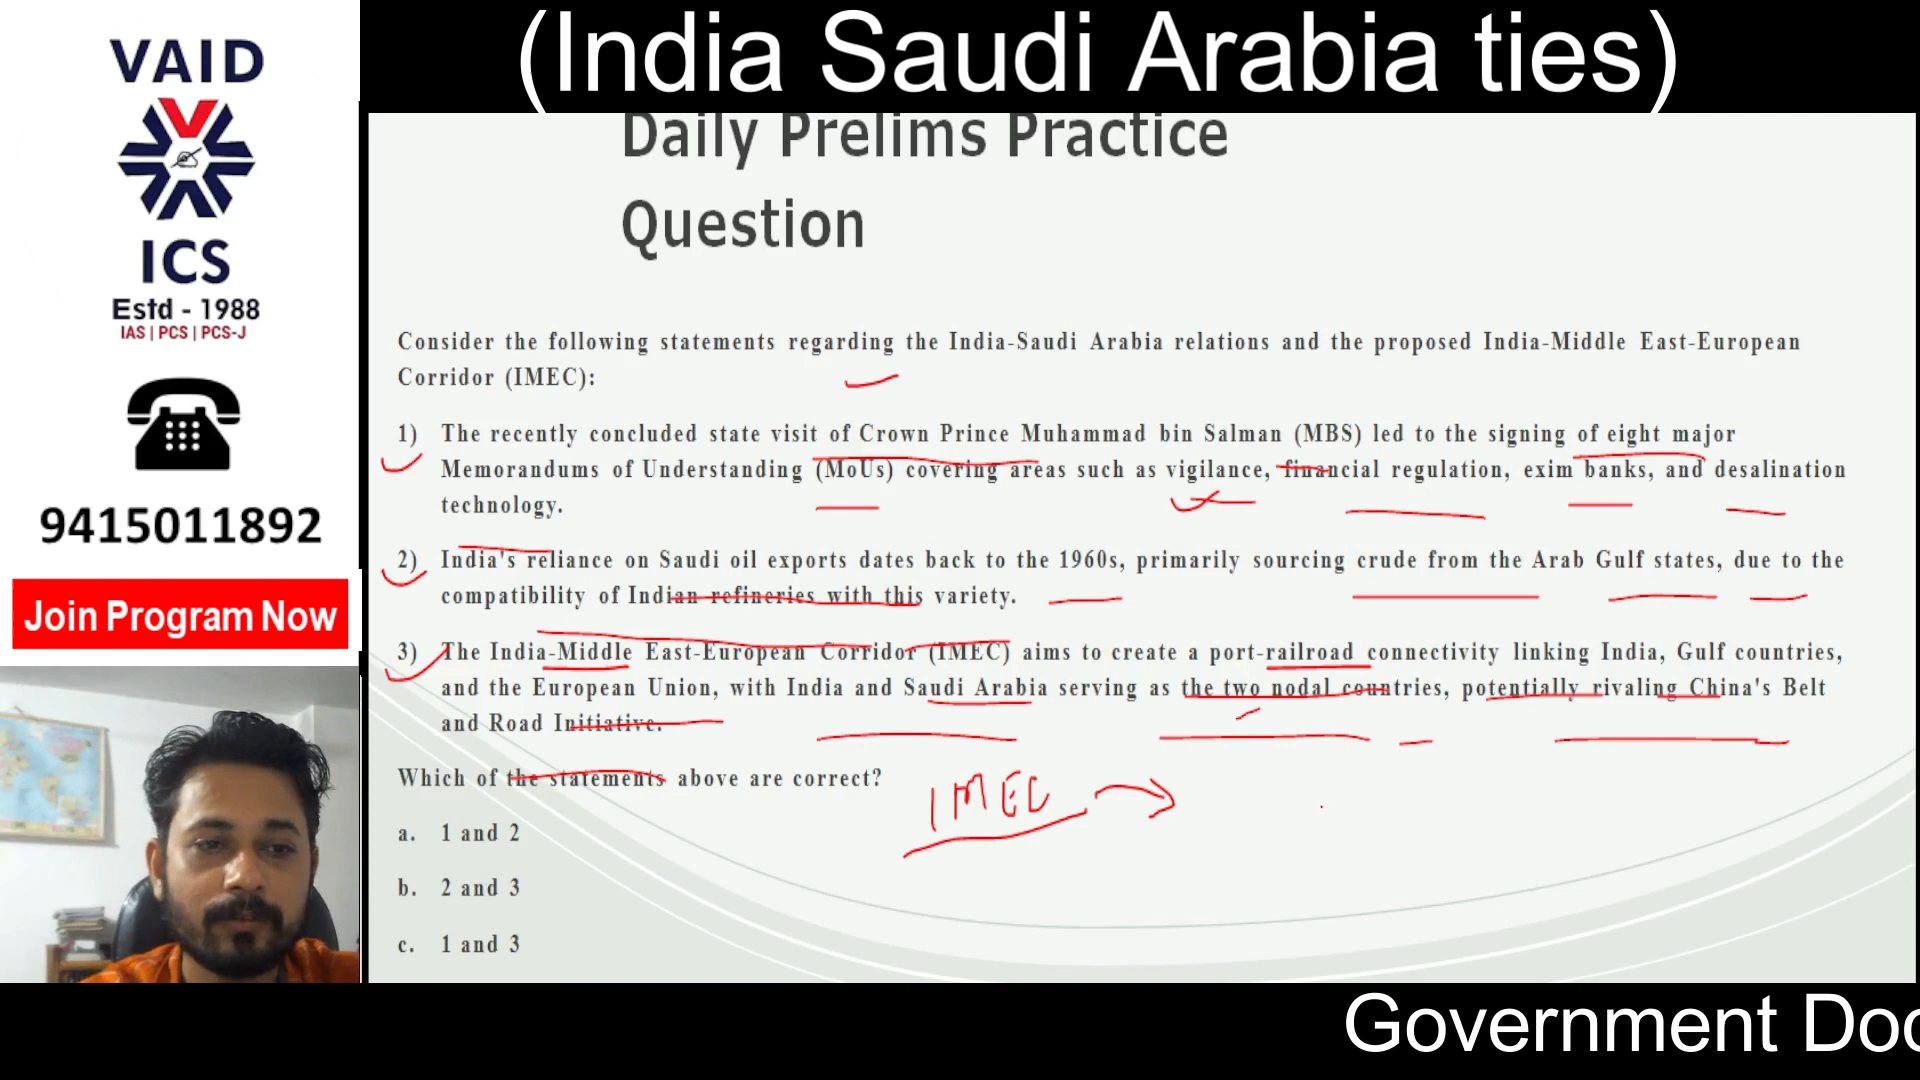 (India Saudi Arabia ties)
VAID
ICS
Estd - 1988
IAS | PCS | PCS-J
9415011892
Join Program Now
Daily Prelims Practice
Question
Consider the following statements regarding the India-Saudi Arabia relations and the proposed India-Middle East-European
Corridor (IMEC):
1) The recently concluded state visit of Crown Prince Muhammad bin Salman (MBS) led to the signing of eight major
Memorandums of Understanding (MoUs) covering areas such as vigilance, financial regulation, exim banks, and desalination
technology.
2) India's reliance on Saudi oil exports dates back to the 1960s, primarily sourcing crude from the Arab Gulf states, due to the
compatibility of Indian refineries with this variety.
3) The India-Middle East-European Corridor (IMEC) aims to create a port-railroad connectivity linking India, Gulf countries,
and the European Union, with India and Saudi Arabia serving as the two nodal countries, potentially rivaling China's Belt
and Road Initiative.
Which of the statements above are correct?
IMEC
a. 1 and 2
b. 2 and 3
c. 1 and 3
Government Doc